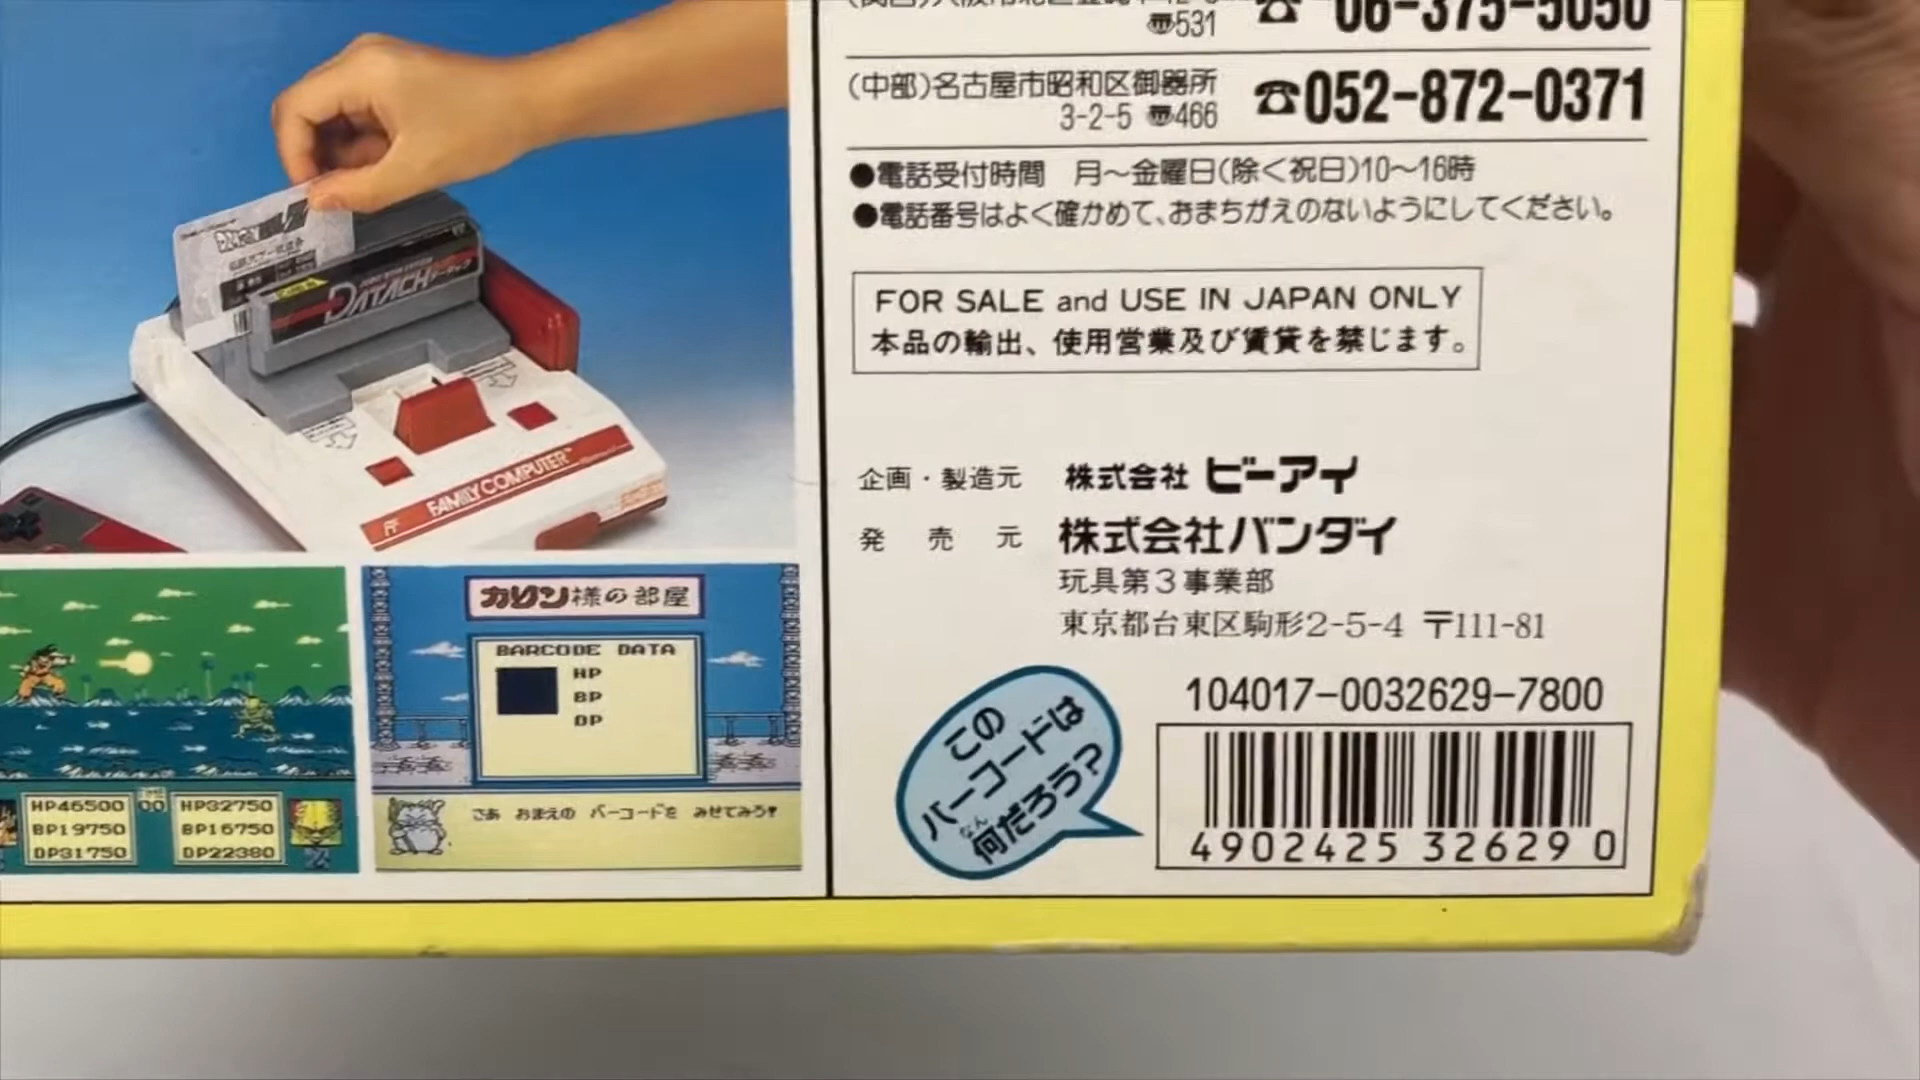 〠531
☎06-375-5050
(中部)名古屋市昭和区御器所
3-2-5 〠466
☎052-872-0371
●電話受付時間 月〜金曜日(除く祝日)10〜16時
●電話番号はよく確かめて、おまちがえのないようにしてください。
FOR SALE and USE IN JAPAN ONLY
本品の輸出、使用営業及び賃貸を禁じます。
企画・製造元 株式会社 ビーアイ
発売元 株式会社バンダイ
玩具第3事業部
東京都台東区駒形2-5-4 〒111-81
104017-0032629-7800
このバーコードは何だろう?
なん
4902425 32629 0
DATACH
FAMILY COMPUTER™
カリン様の部屋
BARCODE DATA
HP
BP
DP
さあ おまえの バーコードを みせてみろ!
HP46500
BP19750
DP31750
00
HP32750
BP16750
DP22380